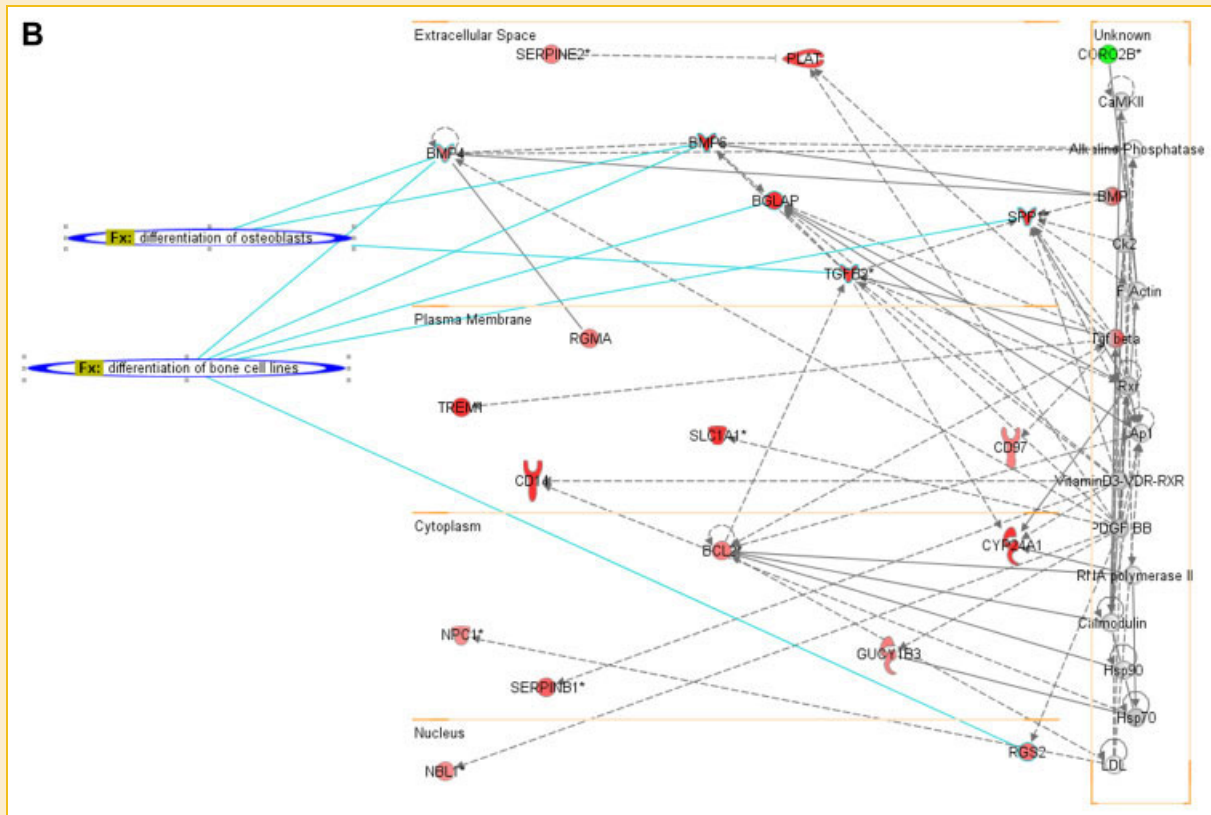 B
Extracellular Space
Unknown
SERPINE2*
PLAT
CORO2B*
CaMKII
BMP4
BMP6
Alkaline Phosphatase
BGLAP
BMP
SPP1*
Fx: differentiation of osteoblasts
Ck2
TGFB2*
F Actin
Plasma Membrane
RGMA
Tgf beta
Fx: differentiation of bone cell lines
Rxr
TREM1
SLC1A1*
CD97
Ap1
CD14
VitaminD3-VDR-RXR
Cytoplasm
PDGF BB
BCL2
CYP24A1
RNA polymerase II
Calmodulin
NPC1*
GUCY1B3
Hsp90
SERPINB1*
Hsp70
Nucleus
RGS2
NBL1*
LDL